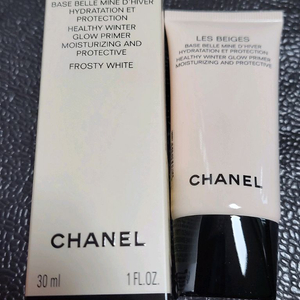 BASE BELLE MINE D'HIVER
HYDRATATION ET
PROTECTION
HEALTHY WINTER
GLOW PRIMER
MOISTURIZING AND
PROTECTIVE
FROSTY WHITE
CHANEL
30 ml
1 FL.OZ.
LES BEIGES
BASE BELLE MINE D'HIVER
HYDRATATION ET PROTECTION
HEALTHY WINTER GLOW PRIMER
MOISTURIZING AND PROTECTIVE
CHANEL